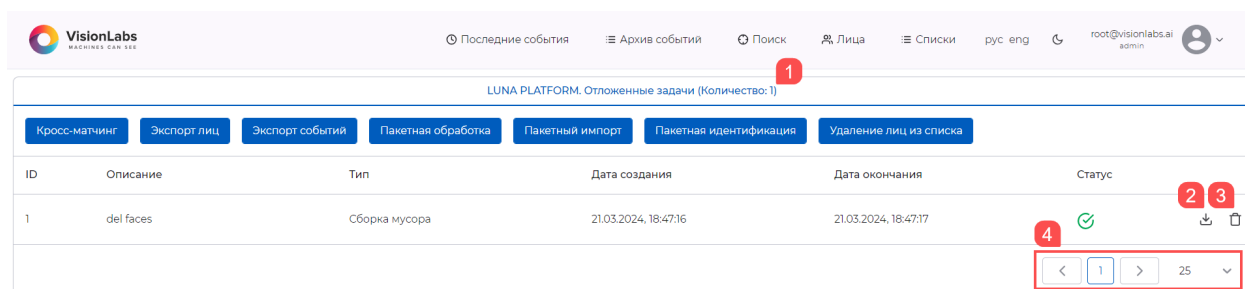 VisionLabs
MACHINES CAN SEE
Последние события
Архив событий
Поиск
Лица
Списки
рус eng
root@visionlabs.ai
admin
1
LUNA PLATFORM. Отложенные задачи (Количество: 1)
Кросс-матчинг Экспорт лиц Экспорт событий Пакетная обработка Пакетный импорт Пакетная идентификация Удаление лиц из списка
ID Описание Тип Дата создания Дата окончания Статус
2 3
1 del faces Сборка мусора 21.03.2024, 18:47:16 21.03.2024, 18:47:17
4
1 25